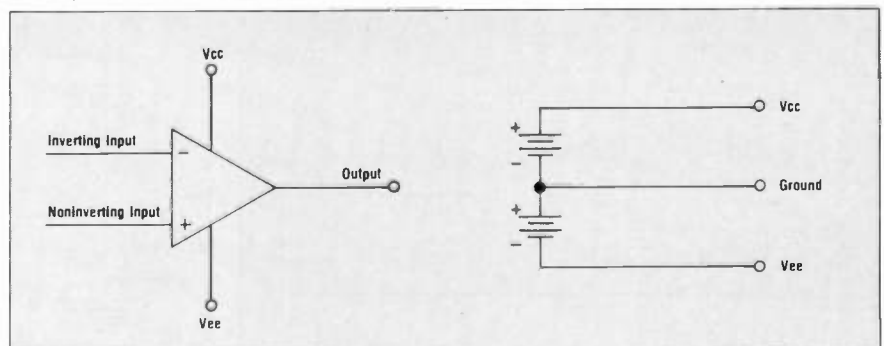 Vcc
Inverting Input
−
Output
Noninverting Input
+
Vee
Vcc
+
−
Ground
+
−
Vee